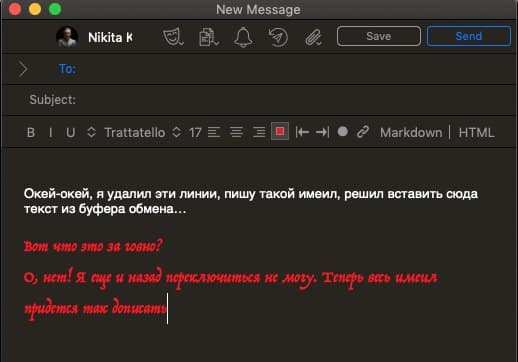 New Message
Nikita K
Save
Send
To:
Subject:
B I U Trattatello 17 Markdown | HTML
Окей-окей, я удалил эти линии, пишу такой имеил, решил вставить сюда
текст из буфера обмена...
Вот что это за говно?
О, нет! Я еще и назад переключиться не могу. Теперь весь имеил
придется так дописать